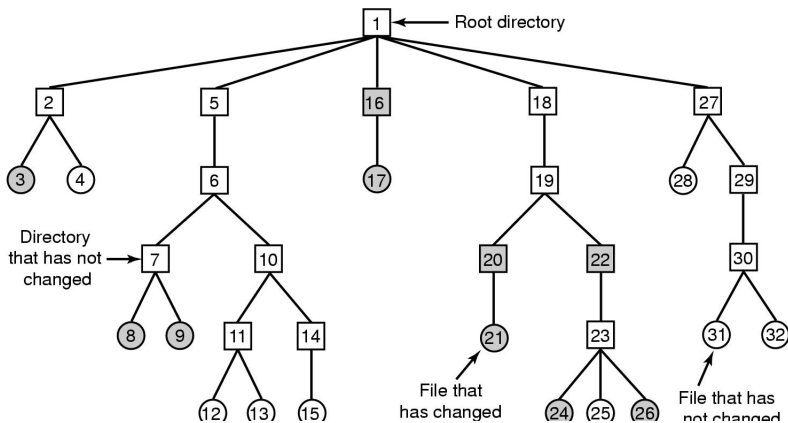 1 Root directory
2 5 16 18 27
3 4 6 17 19 28 29
Directory
that has not
changed
7 10 20 22 30
8 9 11 14 21 23 31 32
File that
has changed
File that has
not changed
12 13 15 24 25 26